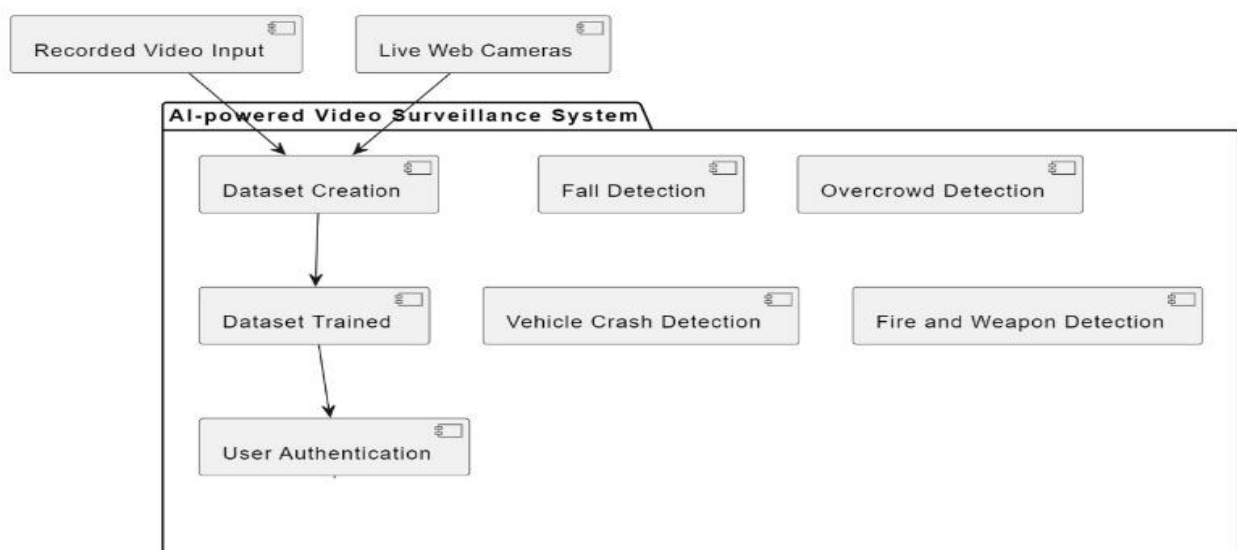 Recorded Video Input
Live Web Cameras
AI-powered Video Surveillance System
Dataset Creation
Fall Detection
Overcrowd Detection
Dataset Trained
Vehicle Crash Detection
Fire and Weapon Detection
User Authentication